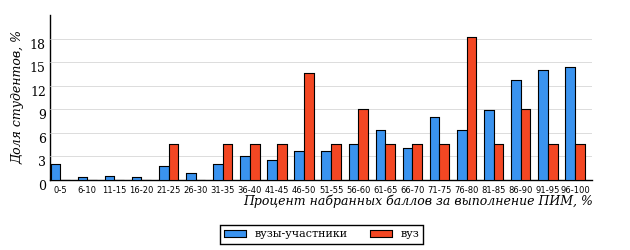 Доля студентов, %
18
15
12
9
6
3
0
0-5 6-10 11-15 16-20 21-25 26-30 31-35 36-40 41-45 46-50 51-55 56-60 61-65 66-70 71-75 76-80 81-85 86-90 91-95 96-100
Процент набранных баллов за выполнение ПИМ, %
вузы-участники вуз